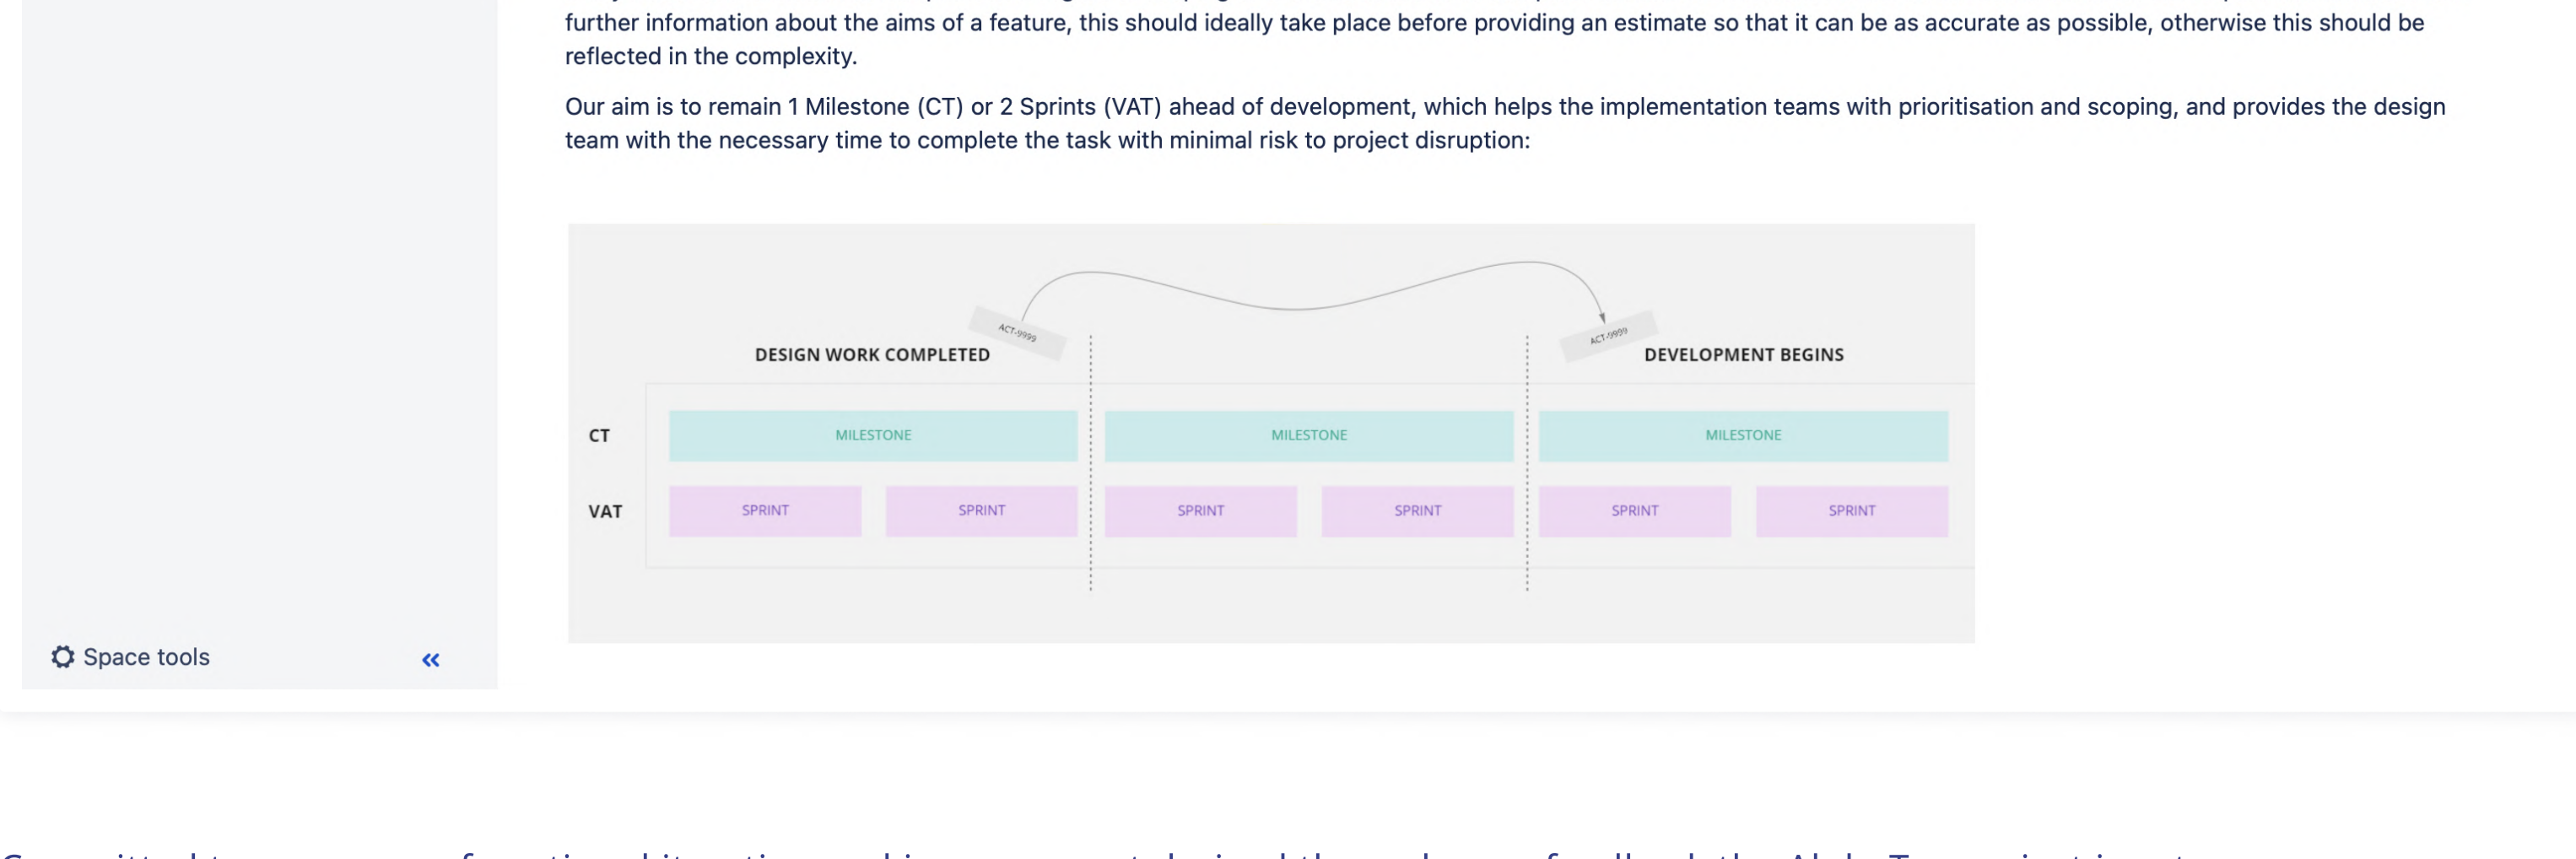 further information about the aims of a feature, this should ideally take place before providing an estimate so that it can be as accurate as possible, otherwise this should be
reflected in the complexity.
Our aim is to remain 1 Milestone (CT) or 2 Sprints (VAT) ahead of development, which helps the implementation teams with prioritisation and scoping, and provides the design
team with the necessary time to complete the task with minimal risk to project disruption:
ACT-9999
ACT-9999
DESIGN WORK COMPLETED
DEVELOPMENT BEGINS
CT
MILESTONE
MILESTONE
MILESTONE
VAT
SPRINT
SPRINT
SPRINT
SPRINT
SPRINT
SPRINT
Space tools